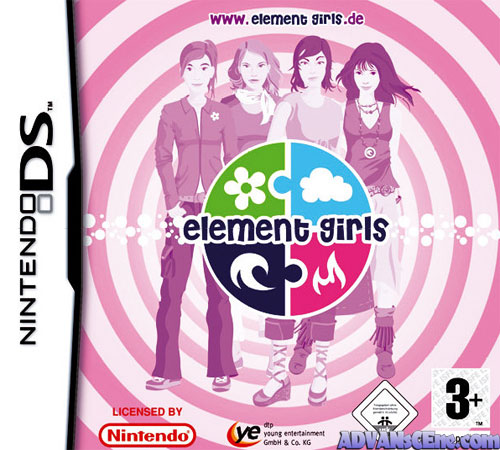 www.element girls.de
NINTENDO DS™
element girls
LICENSED BY
Nintendo®
ye
dtp
young entertainment
GmbH & Co. KG
3+
ADVANsCEne.com